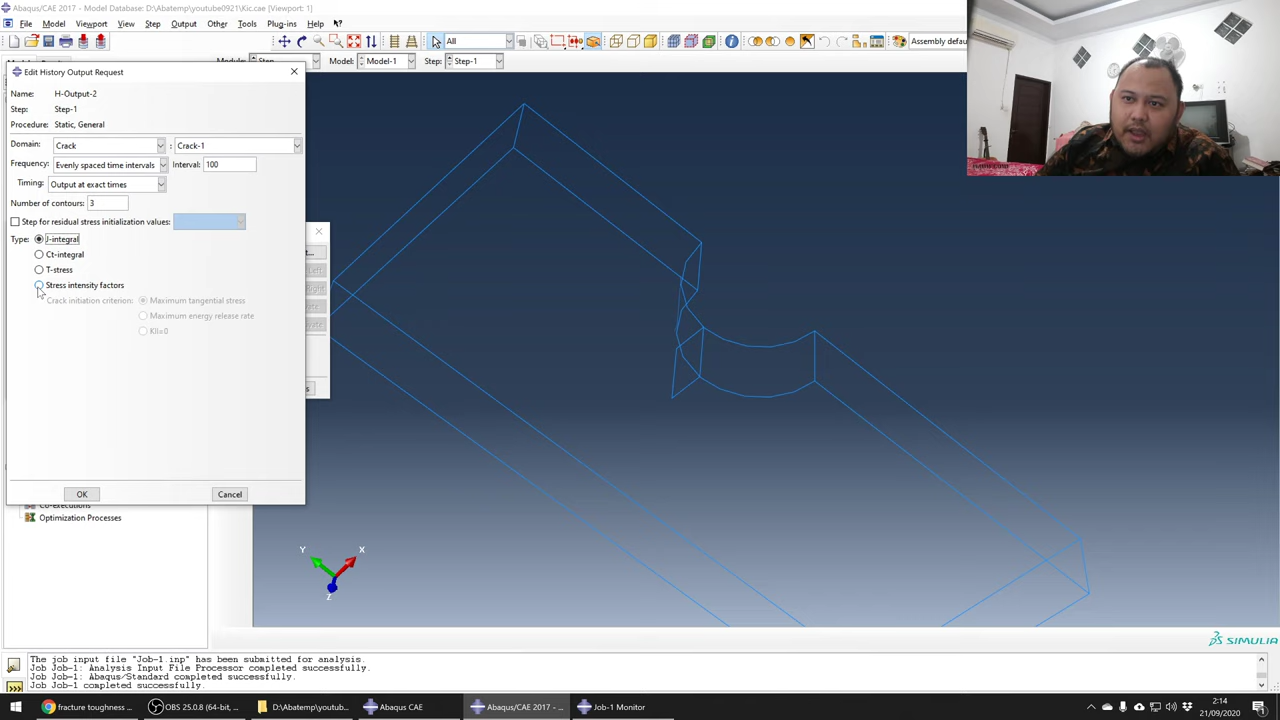 Abaqus/CAE 2017 - Model Database: D:\Abatemp\youtube0921\Kic.cae [Viewport: 1]
File Model Viewport View Step Output Other Tools Plug-ins Help
All
Assembly defau
Model: Model-1 Step: Step-1
Edit History Output Request
Name: H-Output-2
Step: Step-1
Procedure: Static, General
Domain: Crack : Crack-1
Frequency: Evenly spaced time intervals Interval: 100
Timing: Output at exact times
Number of contours: 3
Step for residual stress initialization values:
Type: J-integral
Ct-integral
T-stress
Stress intensity factors
Crack initiation criterion: Maximum tangential stress
Maximum energy release rate
KII=0
OK Cancel
Optimization Processes
Y X
Z
SIMULIA
The job input file "Job-1.inp" has been submitted for analysis.
Job Job-1: Analysis Input File Processor completed successfully.
Job Job-1: Abaqus/Standard completed successfully.
Job Job-1 completed successfully.
fracture toughness ... OBS 25.0.8 (64-bit, ... D:\Abatemp\youtub... Abaqus CAE Abaqus/CAE 2017 - ... Job-1 Monitor
2:14
21/09/2020